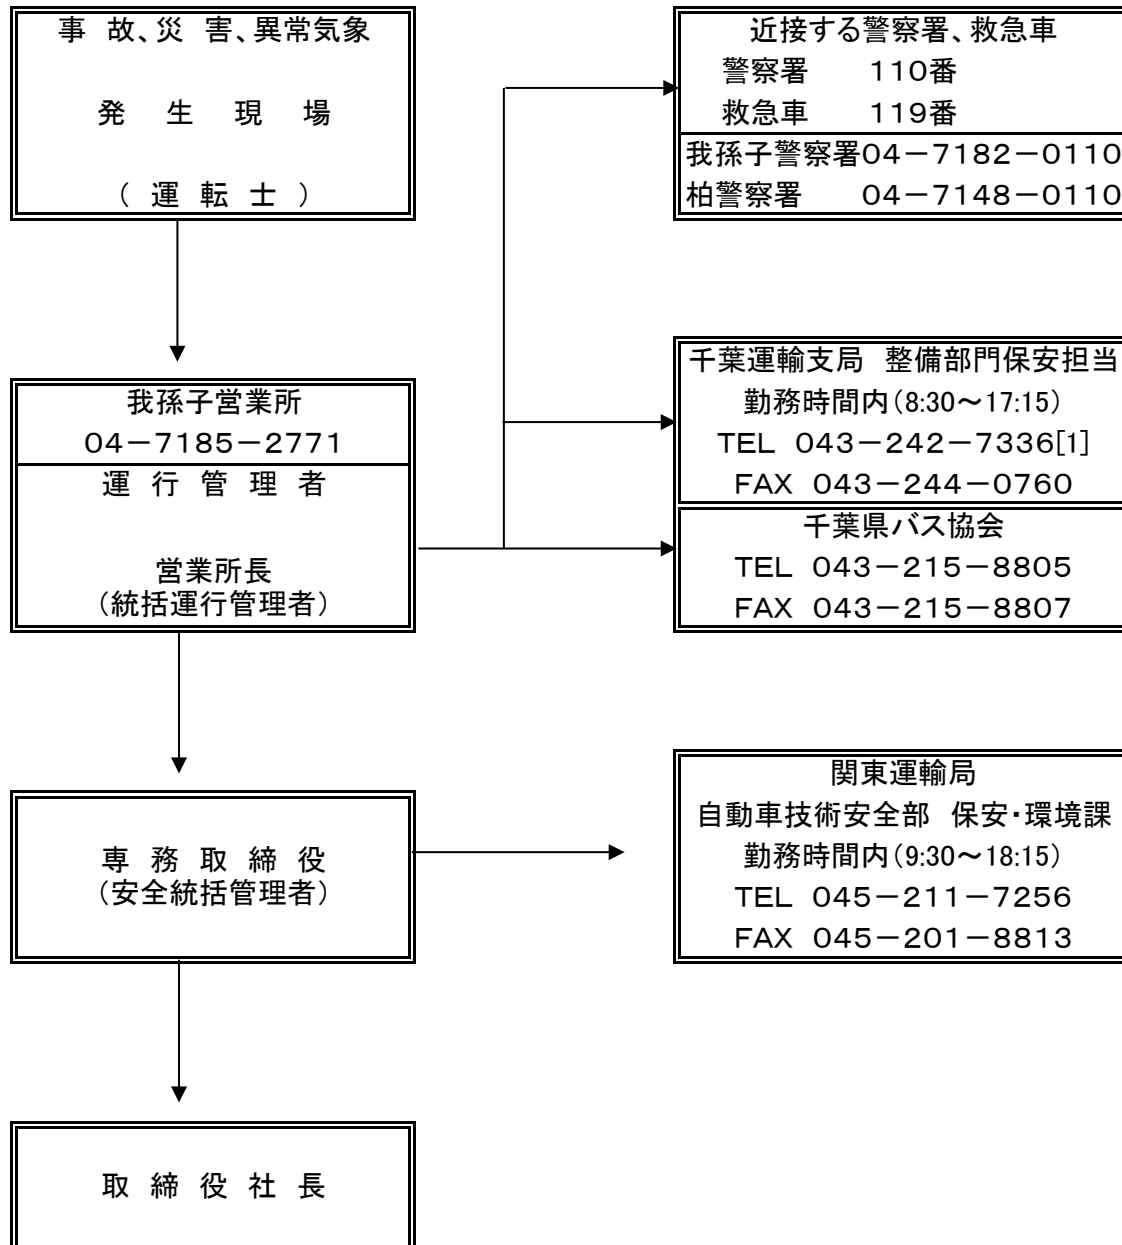 事 故、災 害、異常気象
発 生 現 場
( 運 転 士 )
近接する警察署、救急車
警察署 110番
救急車 119番
我孫子警察署04-7182-0110
柏警察署 04-7148-0110
我孫子営業所
04-7185-2771
運 行 管 理 者
営業所長
(統括運行管理者)
千葉運輸支局 整備部門保安担当
勤務時間内(8:30~17:15)
TEL 043-242-7336[1]
FAX 043-244-0760
千葉県バス協会
TEL 043-215-8805
FAX 043-215-8807
専 務 取 締 役
(安全統括管理者)
関東運輸局
自動車技術安全部 保安・環境課
勤務時間内(9:30~18:15)
TEL 045-211-7256
FAX 045-201-8813
取 締 役 社 長